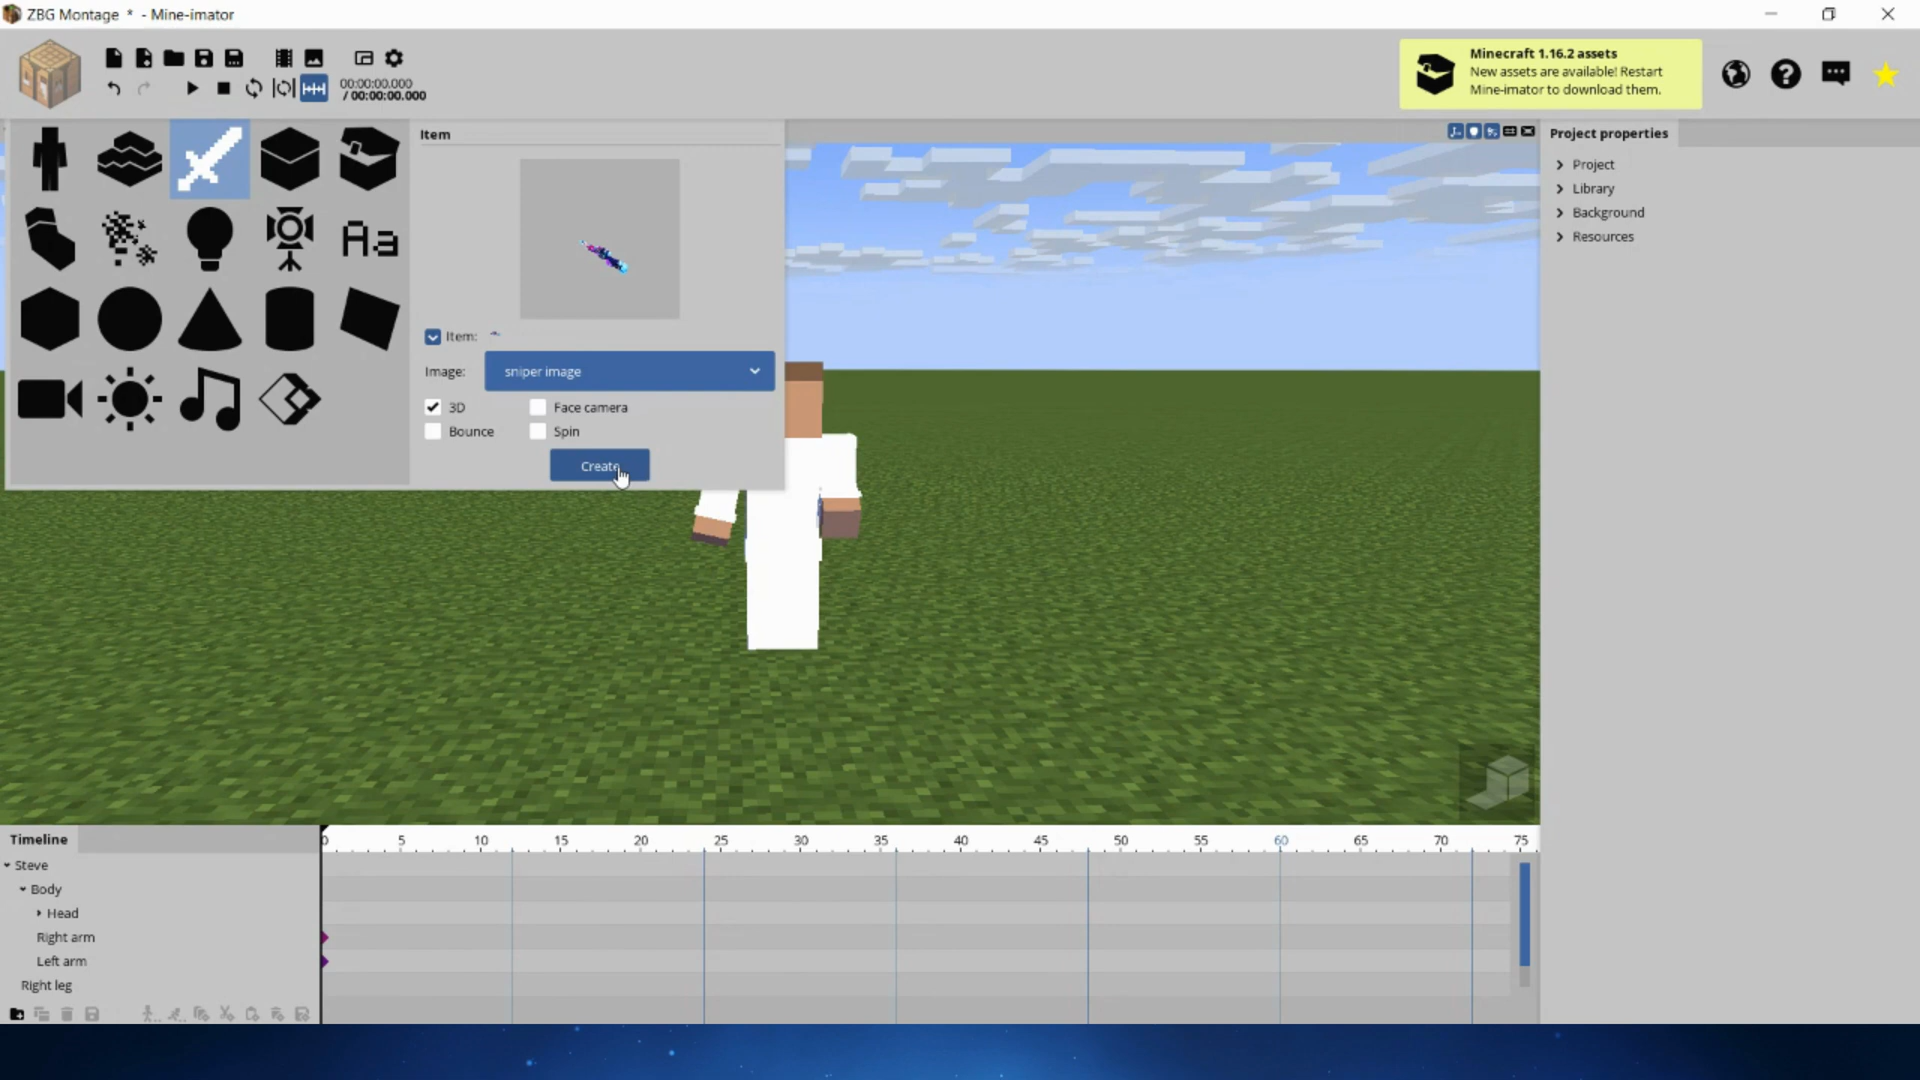 ZBG Montage * - Mine-imator
00:00:00.000
/ 00:00:00.000
Minecraft 1.16.2 assets
New assets are available! Restart
Mine-imator to download them.
Item
Aa
Item:
Image:
sniper image
3D
Face camera
Bounce
Spin
Create
Project properties
Project
Library
Background
Resources
Timeline
0 5 10 15 20 25 30 35 40 45 50 55 60 65 70 75
Steve
Body
Head
Right arm
Left arm
Right leg